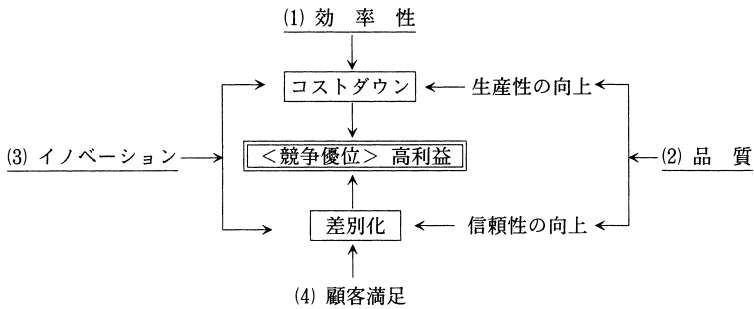 (1) 効率性
コストダウン
生産性の向上
(3) イノベーション
<競争優位> 高利益
(2) 品質
差別化
信頼性の向上
(4) 顧客満足